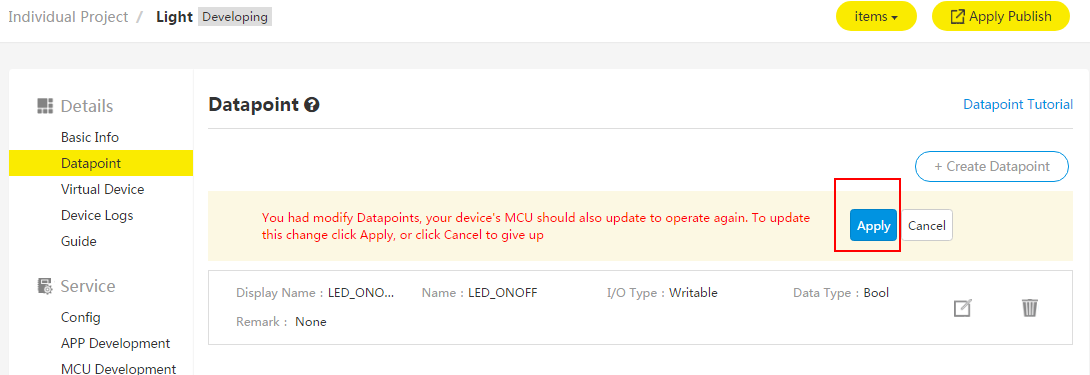 Individual Project / Light Developing items Apply Publish
Details
Basic Info
Datapoint
Virtual Device
Device Logs
Guide
Service
Config
APP Development
MCU Development
Datapoint ? Datapoint Tutorial
+ Create Datapoint
You had modify Datapoints, your device's MCU should also update to operate again. To update
this change click Apply, or click Cancel to give up
Apply Cancel
Display Name : LED_ONO... Name : LED_ONOFF I/O Type : Writable Data Type : Bool
Remark : None